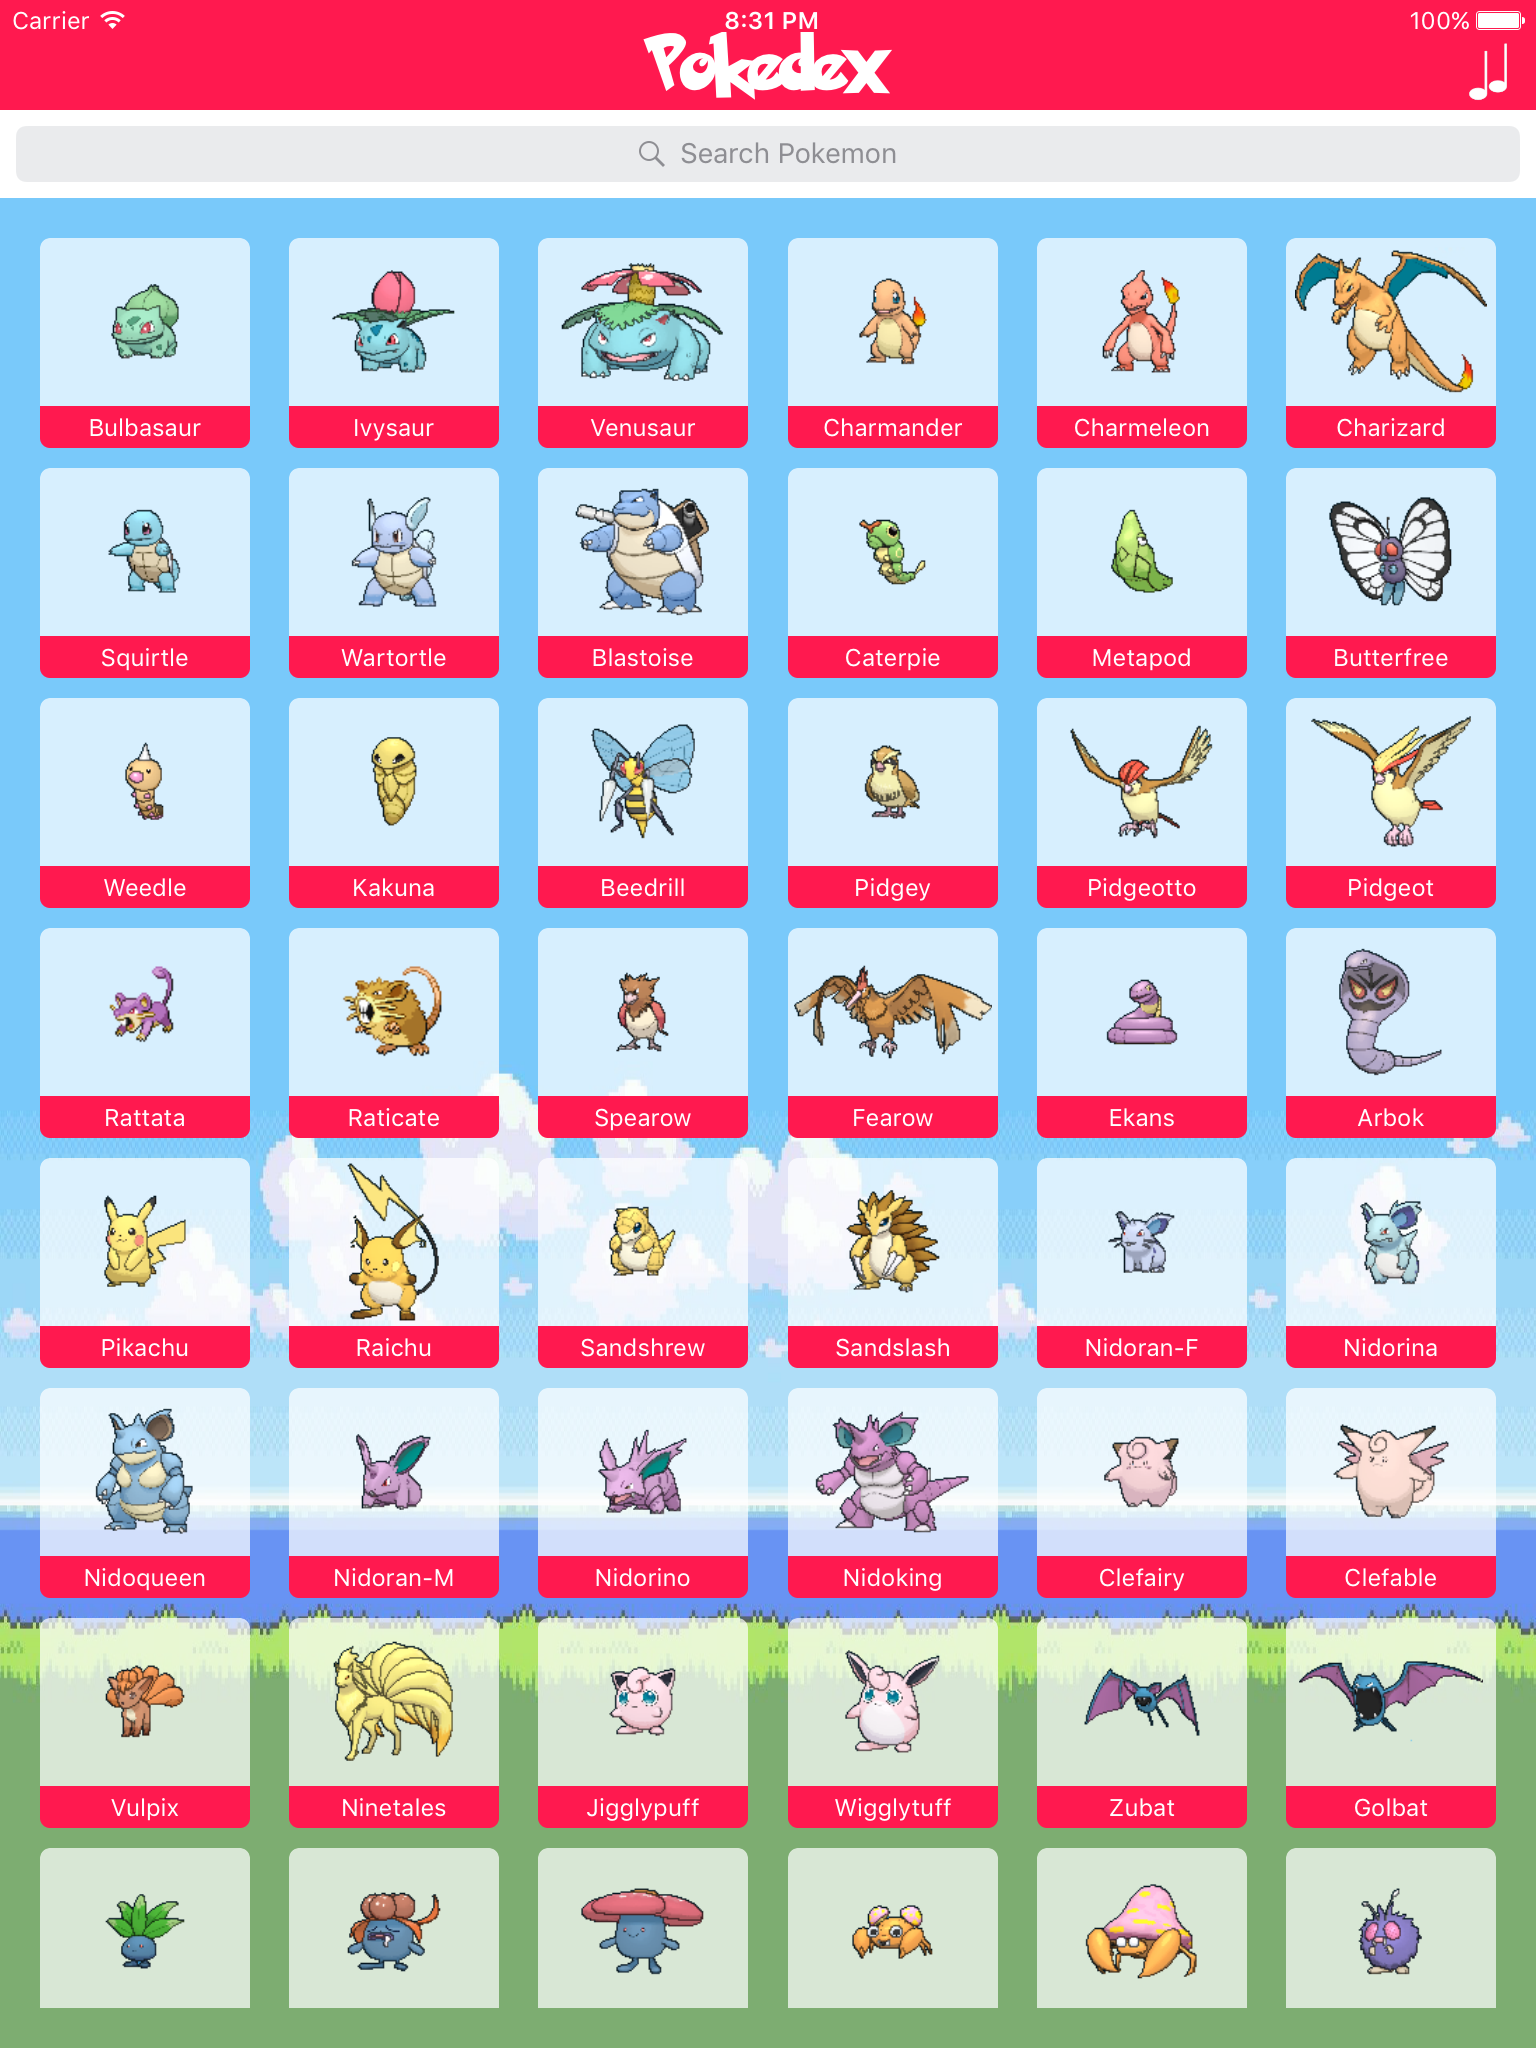 Carrier 8:31 PM 100%
Pokedex
Search Pokemon
Bulbasaur Ivysaur Venusaur Charmander Charmeleon Charizard
Squirtle Wartortle Blastoise Caterpie Metapod Butterfree
Weedle Kakuna Beedrill Pidgey Pidgeotto Pidgeot
Rattata Raticate Spearow Fearow Ekans Arbok
Pikachu Raichu Sandshrew Sandslash Nidoran-F Nidorina
Nidoqueen Nidoran-M Nidorino Nidoking Clefairy Clefable
Vulpix Ninetales Jigglypuff Wigglytuff Zubat Golbat